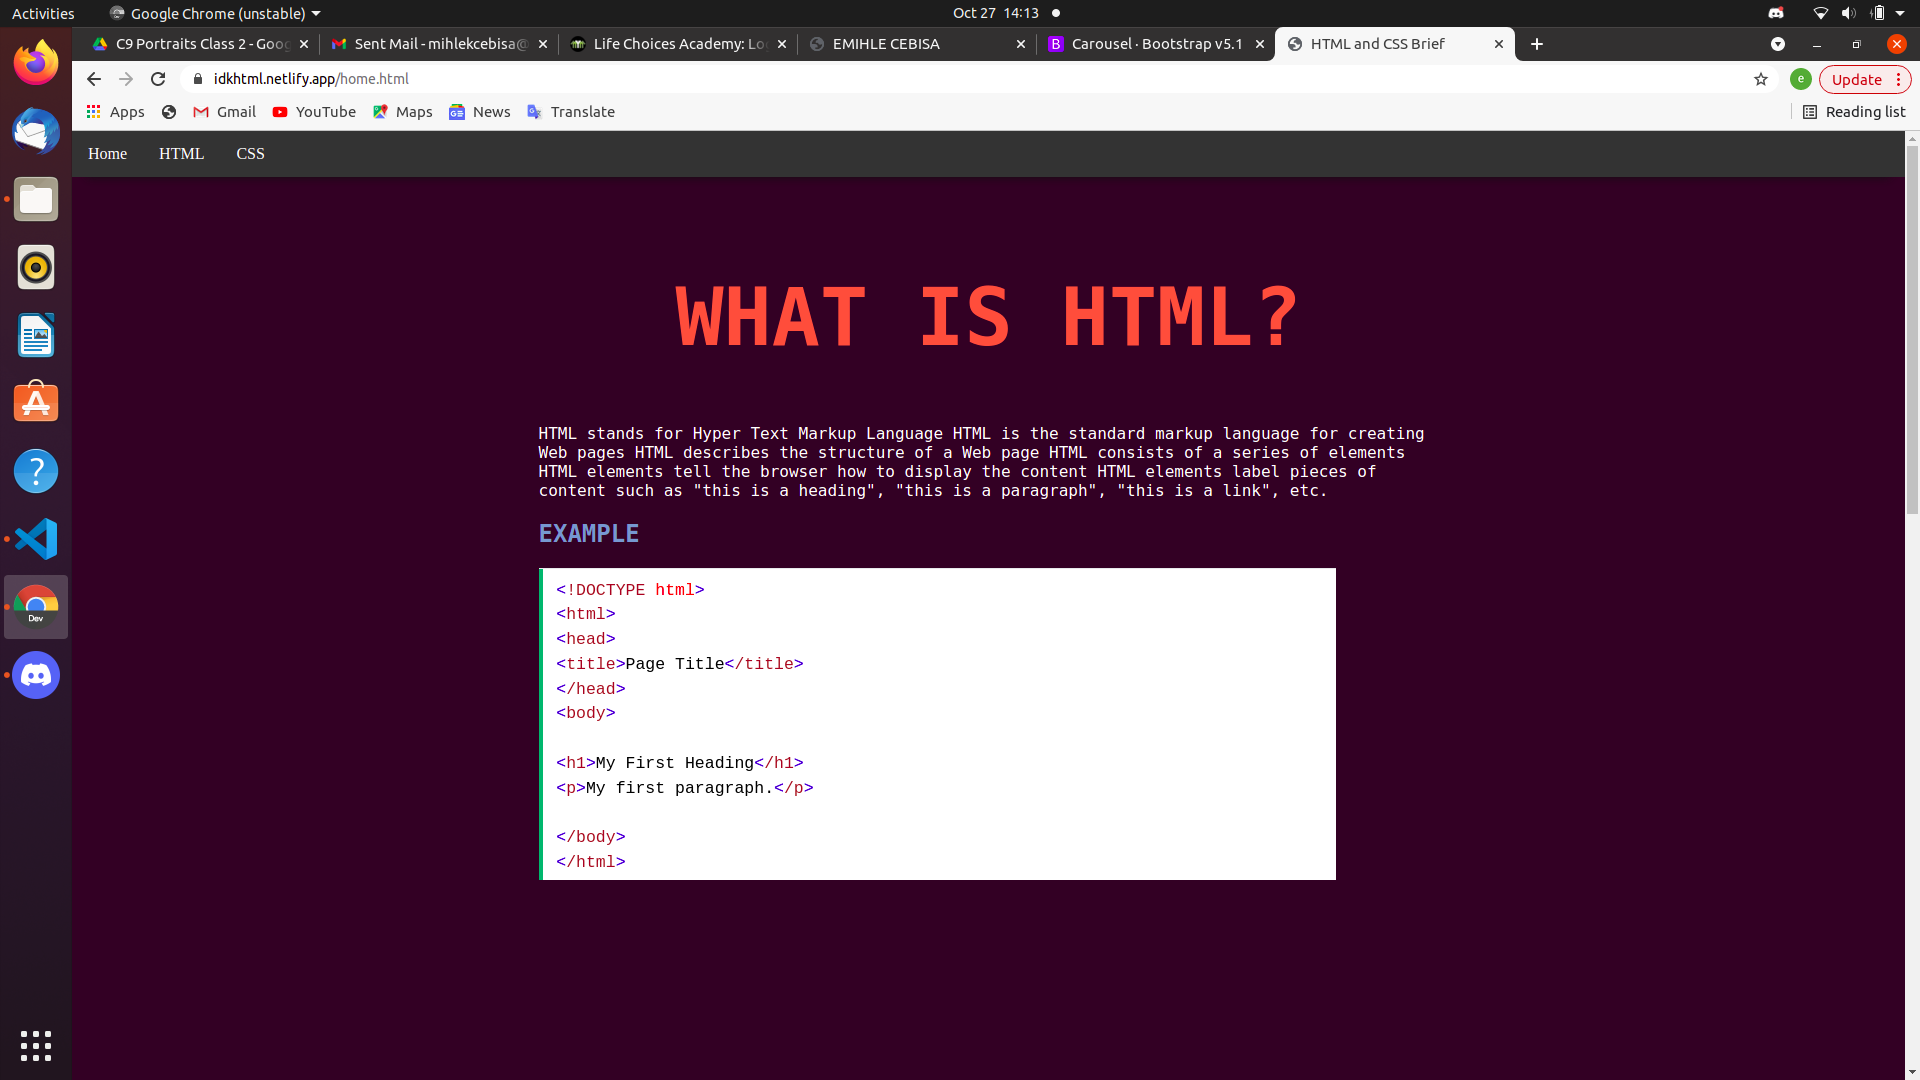 Activities
Google Chrome (unstable)
Oct 27 14:13
C9 Portraits Class 2 - Goog
Sent Mail - mihlekcebisa@
Life Choices Academy: Lo
EMIHLE CEBISA
Carousel · Bootstrap v5.1
HTML and CSS Brief
idkhtml.netlify.app/home.html
e
Update
Apps
Gmail
YouTube
Maps
News
Translate
Reading list
Home
HTML
CSS
WHAT IS HTML?
HTML stands for Hyper Text Markup Language HTML is the standard markup language for creating
Web pages HTML describes the structure of a Web page HTML consists of a series of elements
HTML elements tell the browser how to display the content HTML elements label pieces of
content such as "this is a heading", "this is a paragraph", "this is a link", etc.
EXAMPLE
<!DOCTYPE html>
<html>
<head>
<title>Page Title</title>
</head>
<body>
<h1>My First Heading</h1>
<p>My first paragraph.</p>
</body>
</html>
Dev